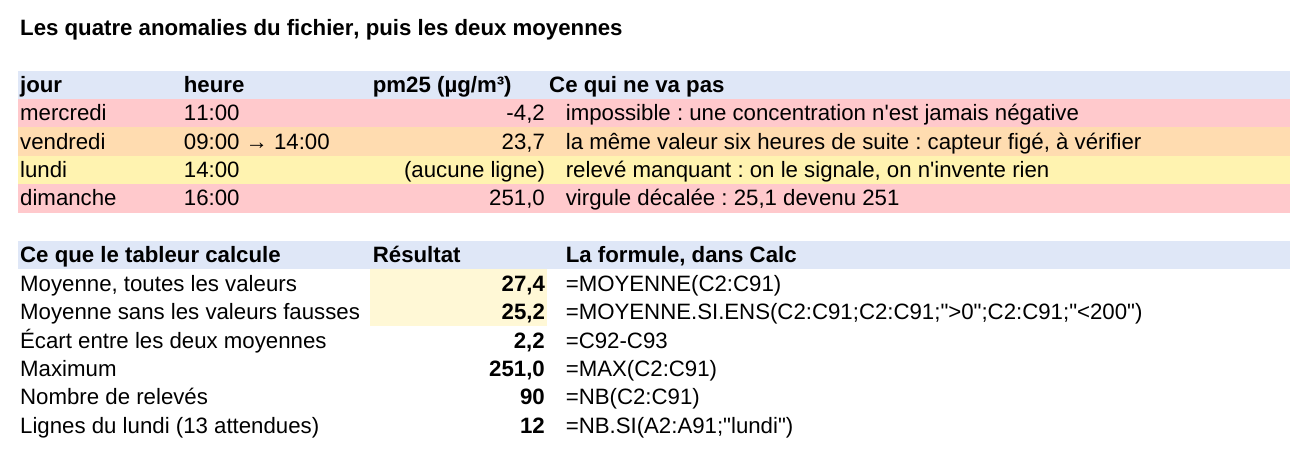 Les quatre anomalies du fichier, puis les deux moyennes
jour heure pm25 (µg/m³) Ce qui ne va pas
mercredi 11:00 -4,2 impossible : une concentration n'est jamais négative
vendredi 09:00 → 14:00 23,7 la même valeur six heures de suite : capteur figé, à vérifier
lundi 14:00 (aucune ligne) relevé manquant : on le signale, on n'invente rien
dimanche 16:00 251,0 virgule décalée : 25,1 devenu 251
Ce que le tableur calcule Résultat La formule, dans Calc
Moyenne, toutes les valeurs 27,4 =MOYENNE(C2:C91)
Moyenne sans les valeurs fausses 25,2 =MOYENNE.SI.ENS(C2:C91;C2:C91;">0";C2:C91;"<200")
Écart entre les deux moyennes 2,2 =C92-C93
Maximum 251,0 =MAX(C2:C91)
Nombre de relevés 90 =NB(C2:C91)
Lignes du lundi (13 attendues) 12 =NB.SI(A2:A91;"lundi")